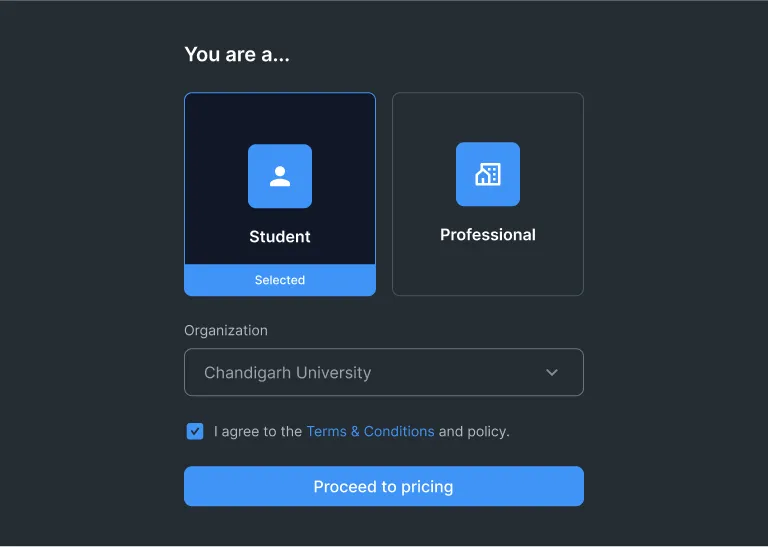 You are a...
Student
Professional
Selected
Organization
Chandigarh University
I agree to the Terms & Conditions and policy.
Proceed to pricing